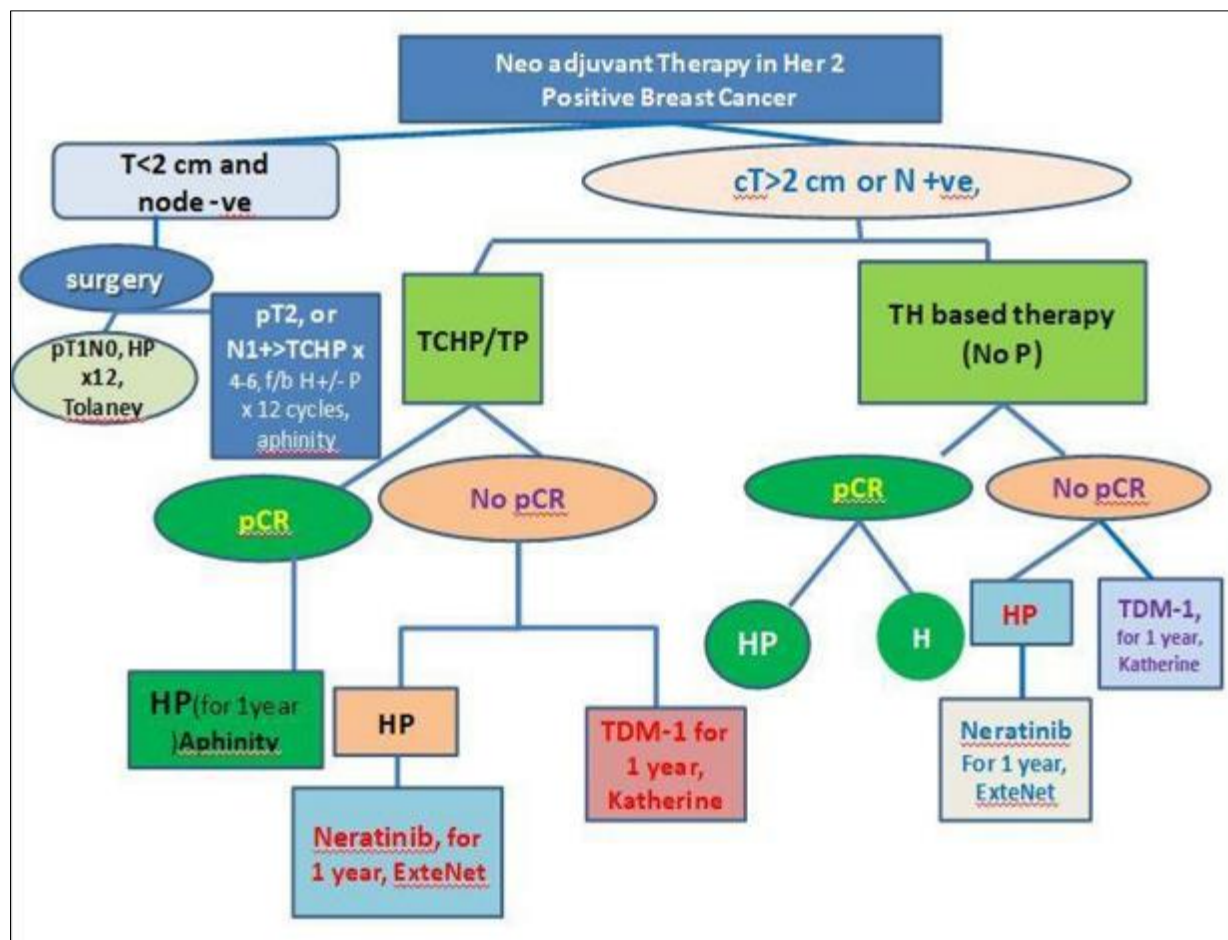 Neo adjuvant Therapy in Her 2
Positive Breast Cancer
T<2 cm and
node -ve
cT>2 cm or N +ve,
surgery
pT1N0, HP
x12,
Tolaney
pT2, or
N1+>TCHP x
4-6, f/b H+/- P
x 12 cycles,
aphinity
TCHP/TP
TH based therapy
(No P)
pCR
No pCR
pCR
No pCR
HP(for 1year
)Aphinity
HP
TDM-1 for
1 year,
Katherine
Neratinib, for
1 year, ExteNet
HP
H
HP
TDM-1,
for 1 year,
Katherine
Neratinib
For 1 year,
ExteNet